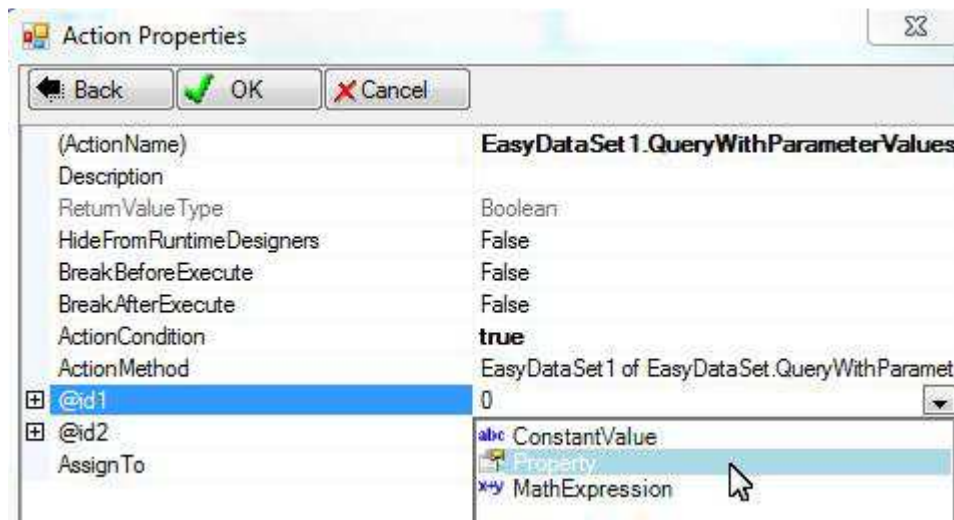 Action Properties
Back OK Cancel
(ActionName) EasyDataSet1.QueryWithParameterValues
Description
ReturnValueType Boolean
HideFromRuntimeDesigners False
BreakBeforeExecute False
BreakAfterExecute False
ActionCondition true
ActionMethod EasyDataSet1 of EasyDataSet.QueryWithParamet
@id1 0
@id2
abc ConstantValue
AssignTo Property
x+y MathExpression